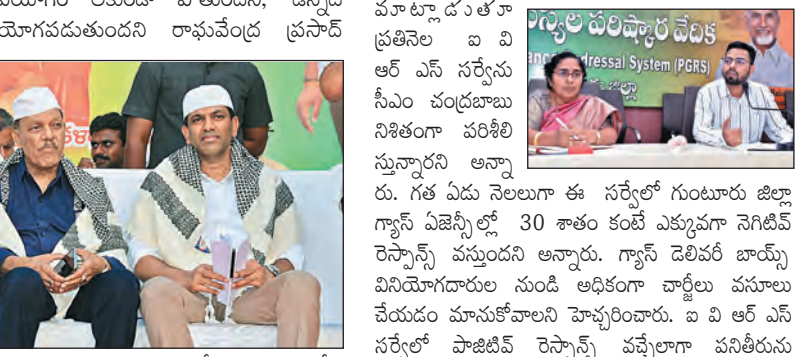 యోగపడుతుందని రాఘవేంద్ర ప్రసాద్
మాట్లాడుతూ
ప్రతినెల ఐ వి
ఆర్ ఎస్ సర్వేను
సీఎం చంద్రబాబు
నిశితంగా పరిశీలి
స్తున్నారని అన్నా
రు. గత ఏడు నెలలుగా ఈ సర్వేలో గుంటూరు జిల్లా
గ్యాస్ ఏజెన్సీల్లో 30 శాతం కంటే ఎక్కువగా నెగిటివ్
రెస్పాన్స్ వస్తుందని అన్నారు. గ్యాస్ డెలివరీ బాయ్స్
వినియోగదారుల నుండి అధికంగా చార్జీలు వసూలు
చేయడం మానుకోవాలని హెచ్చరించారు. ఐ వి ఆర్ ఎస్
సర్వేలో పాజిటివ్ రెస్పాన్స్ వచ్చేలాగా పనితీరును
పరిష్కార వేదిక
System (PGRS)
జిల్లా